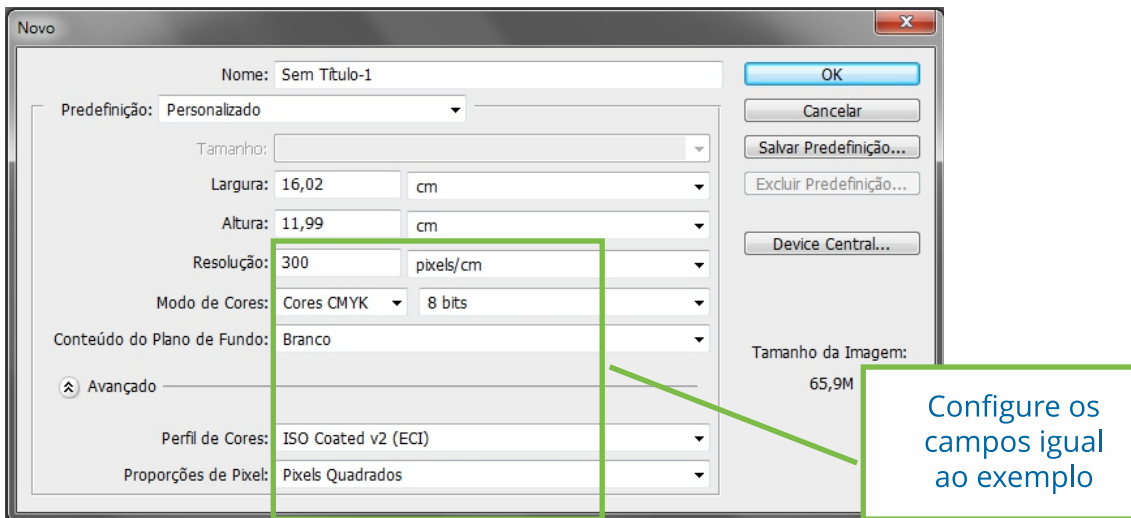 Novo
Nome: Sem Título-1
Predefinição: Personalizado
Tamanho:
Largura: 16,02 cm
Altura: 11,99 cm
Resolução: 300 pixels/cm
Modo de Cores: Cores CMYK 8 bits
Conteúdo do Plano de Fundo: Branco
Avançado
Perfil de Cores: ISO Coated v2 (ECI)
Proporções de Pixel: Pixels Quadrados
OK
Cancelar
Salvar Predefinição...
Excluir Predefinição...
Device Central...
Tamanho da Imagem:
65,9M
Configure os
campos igual
ao exemplo